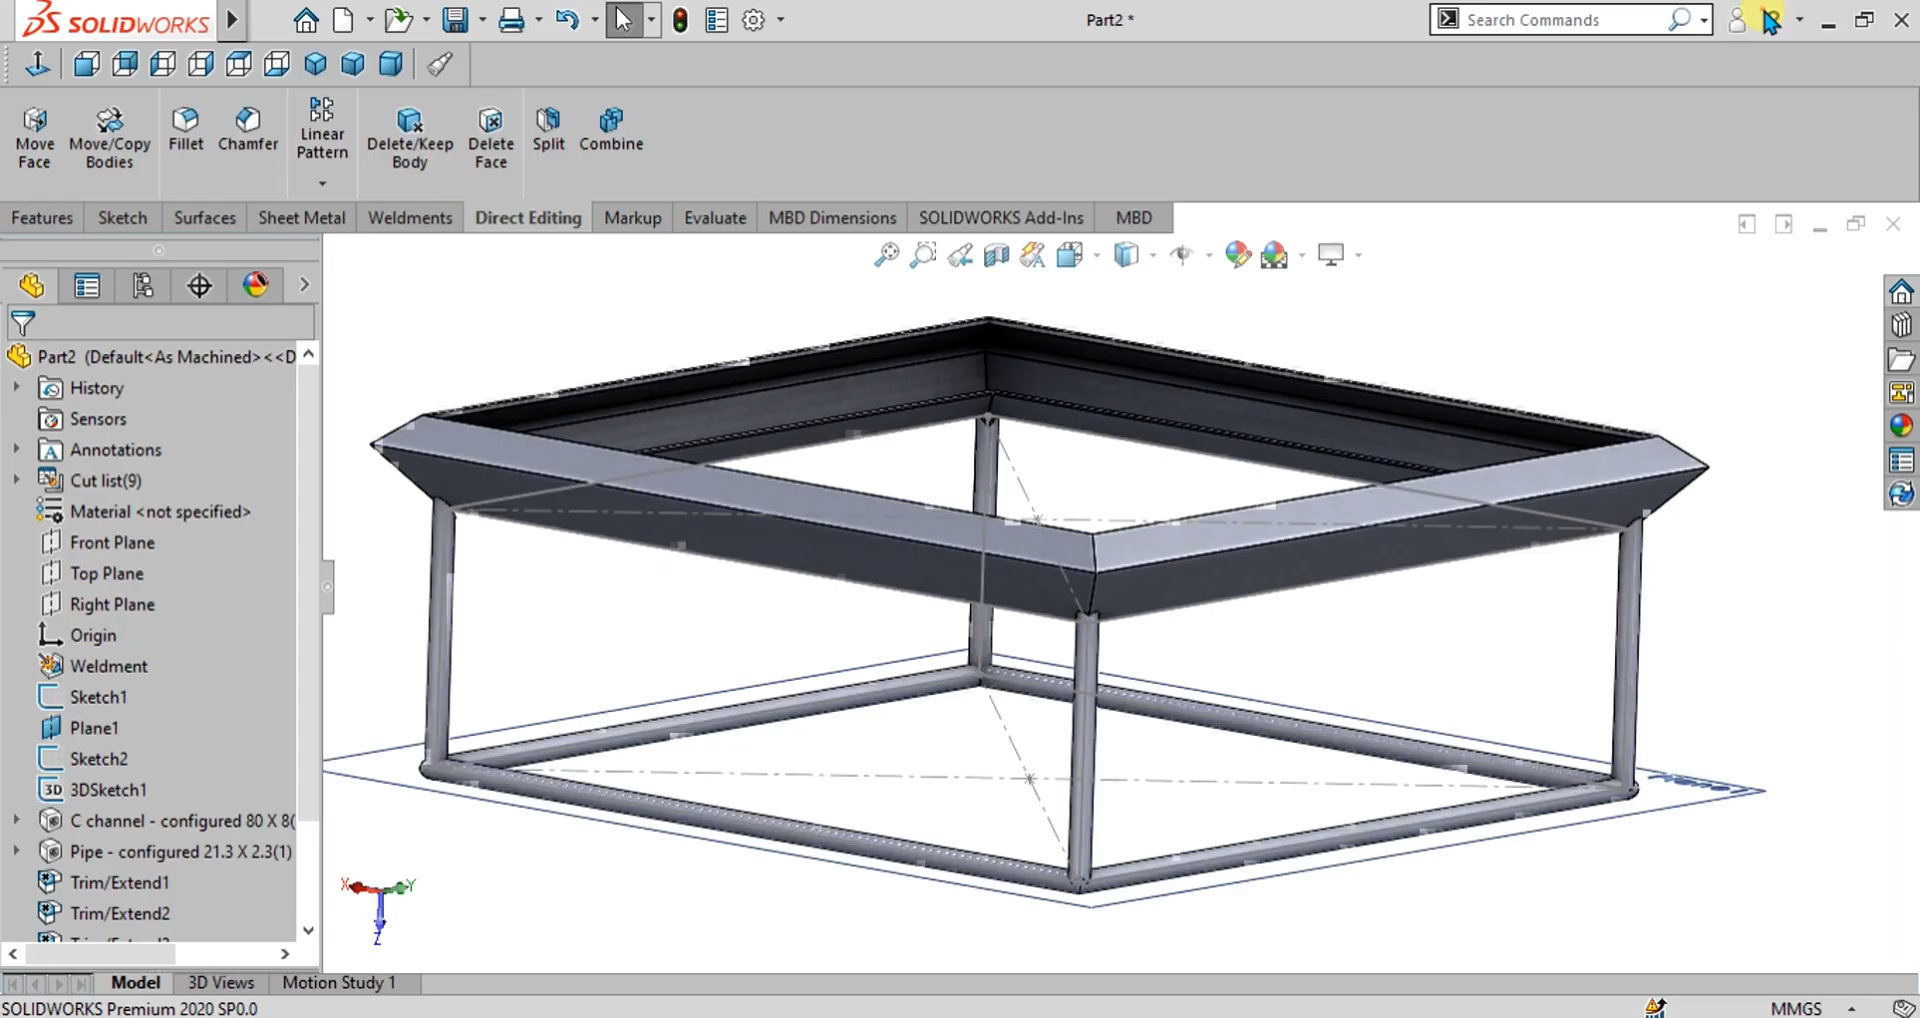 SOLIDWORKS
Part2 *
Search Commands
Move Face
Move/Copy Bodies
Fillet
Chamfer
Linear Pattern
Delete/Keep Body
Delete Face
Split
Combine
Features
Sketch
Surfaces
Sheet Metal
Weldments
Direct Editing
Markup
Evaluate
MBD Dimensions
SOLIDWORKS Add-Ins
MBD
Part2 (Default<As Machined><<D
History
Sensors
Annotations
Cut list(9)
Material <not specified>
Front Plane
Top Plane
Right Plane
Origin
Weldment
Sketch1
Plane1
Sketch2
3D 3DSketch1
C channel - configured 80 X 8(
Pipe - configured 21.3 X 2.3(1)
Trim/Extend1
Trim/Extend2
X
Y
Z
Model
3D Views
Motion Study 1
SOLIDWORKS Premium 2020 SP0.0
MMGS